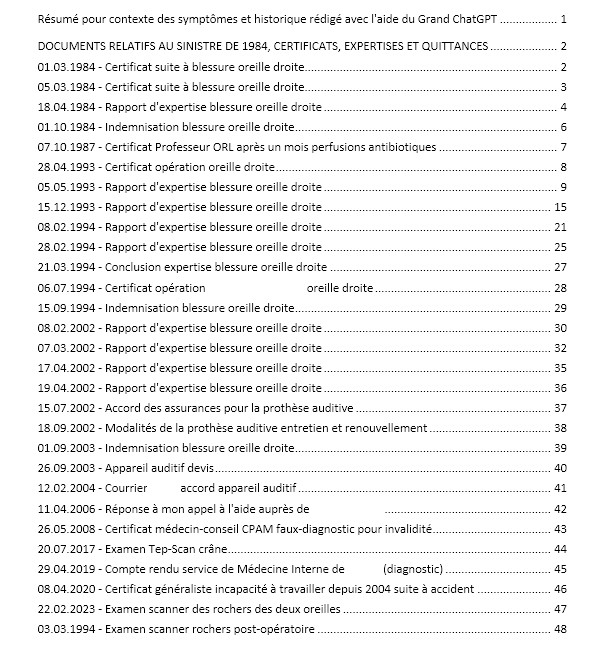 Résumé pour contexte des symptômes et historique rédigé avec l'aide du Grand ChatGPT .................. 1
DOCUMENTS RELATIFS AU SINISTRE DE 1984, CERTIFICATS, EXPERTISES ET QUITTANCES ..................... 2
01.03.1984 - Certificat suite à blessure oreille droite........................ 2
05.03.1984 - Certificat suite à blessure oreille droite........................ 3
18.04.1984 - Rapport d'expertise blessure oreille droite ........................ 4
01.10.1984 - Indemnisation blessure oreille droite........................ 6
07.10.1987 - Certificat Professeur ORL après un mois perfusions antibiotiques ........................ 7
28.04.1993 - Certificat opération oreille droite........................ 8
05.05.1993 - Rapport d'expertise blessure oreille droite ........................ 9
15.12.1993 - Rapport d'expertise blessure oreille droite ........................ 15
08.02.1994 - Rapport d'expertise blessure oreille droite ........................ 21
28.02.1994 - Rapport d'expertise blessure oreille droite ........................ 25
21.03.1994 - Conclusion expertise blessure oreille droite ........................ 27
06.07.1994 - Certificat opération oreille droite ........................ 28
15.09.1994 - Indemnisation blessure oreille droite........................ 29
08.02.2002 - Rapport d'expertise blessure oreille droite ........................ 30
07.03.2002 - Rapport d'expertise blessure oreille droite ........................ 32
17.04.2002 - Rapport d'expertise blessure oreille droite ........................ 35
19.04.2002 - Rapport d'expertise blessure oreille droite ........................ 36
15.07.2002 - Accord des assurances pour la prothèse auditive ........................ 37
18.09.2002 - Modalités de la prothèse auditive entretien et renouvellement ........................ 38
01.09.2003 - Indemnisation blessure oreille droite........................ 39
26.09.2003 - Appareil auditif devis........................ 40
12.02.2004 - Courrier accord appareil auditif ........................ 41
11.04.2006 - Réponse à mon appel à l'aide auprès de ........................ 42
26.05.2008 - Certificat médecin-conseil CPAM faux-diagnostic pour invalidité........................ 43
20.07.2017 - Examen Tep-Scan crâne........................ 44
29.04.2019 - Compte rendu service de Médecine Interne de (diagnostic) ........................ 45
08.04.2020 - Certificat généraliste incapacité à travailler depuis 2004 suite à accident ..................... 46
22.02.2023 - Examen scanner des rochers des deux oreilles ........................ 47
03.03.1994 - Examen scanner rochers post-opératoire ........................ 48